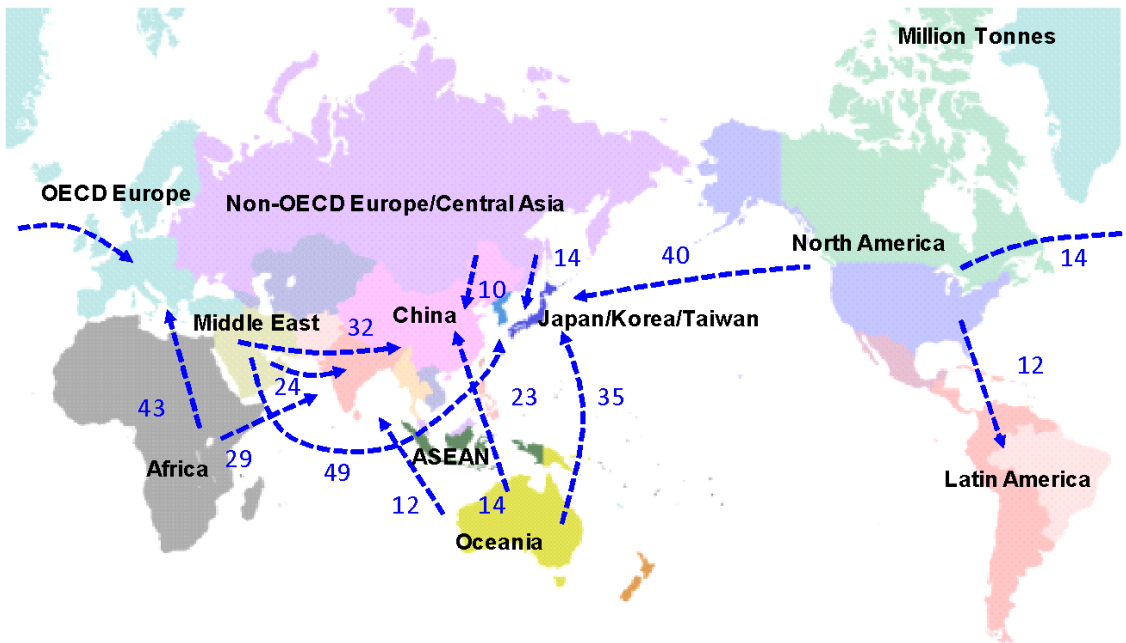 Million Tonnes
OECD Europe
Non-OECD Europe/Central Asia
North America
14
40
14
10
Middle East
32
China
Japan/Korea/Taiwan
24
23
35
12
43
29
49
Africa
ASEAN
12
14
Latin America
Oceania